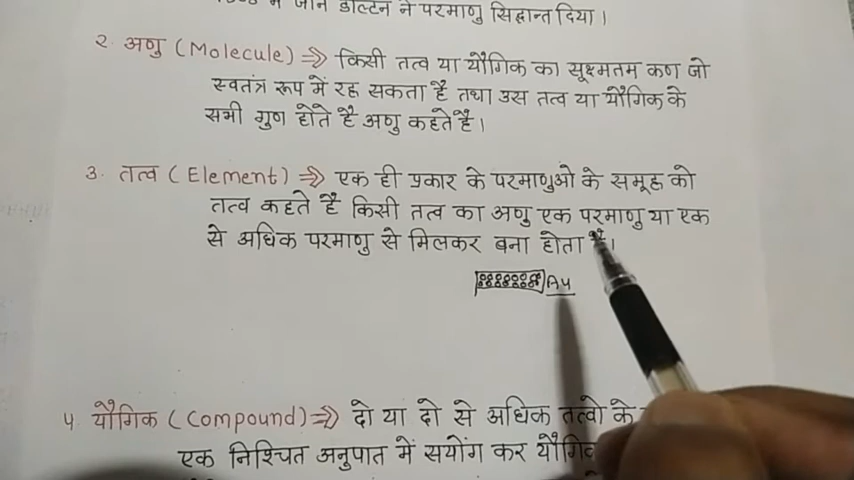 में जॉन डाल्टन ने परमाणु सिद्वान्त दिया।
2. अणु (Molecule) ⇒ किसी तत्व या यौगिक का सूक्ष्मतम कण जो
स्वतंत्र रूप में रह सकता है तथा उस तत्व या यौगिक के
सभी गुण होते है अणु कहते है।
3. तत्व (Element) ⇒ एक ही प्रकार के परमाणुओ के समूह को
तत्व कहते है किसी तत्व का अणु एक परमाणु या एक
से अधिक परमाणु से मिलकर बना होता है।
Au
4. यौगिक (Compound) ⇒ दो या दो से अधिक तत्वो के
एक निश्चित अनुपात में सयोंग कर